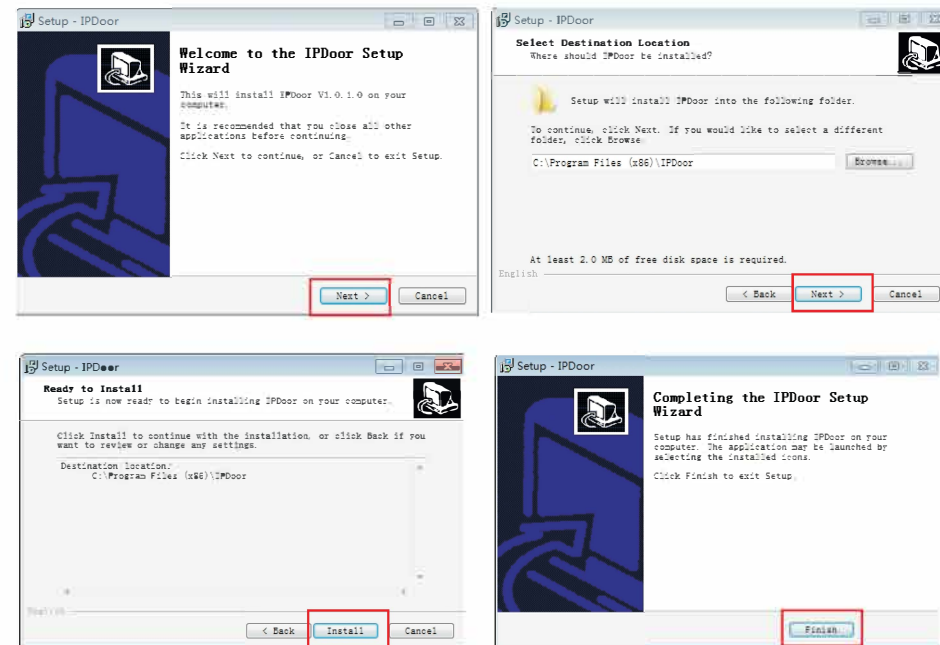 Setup - IPDoor
Welcome to the IPDoor Setup
Wizard
This will install IPDoor V1.0.1.0 on your
computer.
It is recommended that you close all other
applications before continuing.
Click Next to continue, or Cancel to exit Setup.
Next >
Cancel
Setup - IPDoor
Select Destination Location
Where should IPDoor be installed?
Setup will install IPDoor into the following folder.
To continue, click Next. If you would like to select a different
folder, click Browse.
C:\Program Files (x86)\IPDoor
Browse...
At least 2.0 MB of free disk space is required.
English
< Back
Next >
Cancel
Setup - IPDoor
Ready to Install
Setup is now ready to begin installing IPDoor on your computer.
Click Install to continue with the installation, or click Back if you
want to review or change any settings.
Destination location:
C:\Program Files (x86)\IPDoor
English
< Back
Install
Cancel
Setup - IPDoor
Completing the IPDoor Setup
Wizard
Setup has finished installing IPDoor on your
computer. The application may be launched by
selecting the installed icons.
Click Finish to exit Setup.
Finish